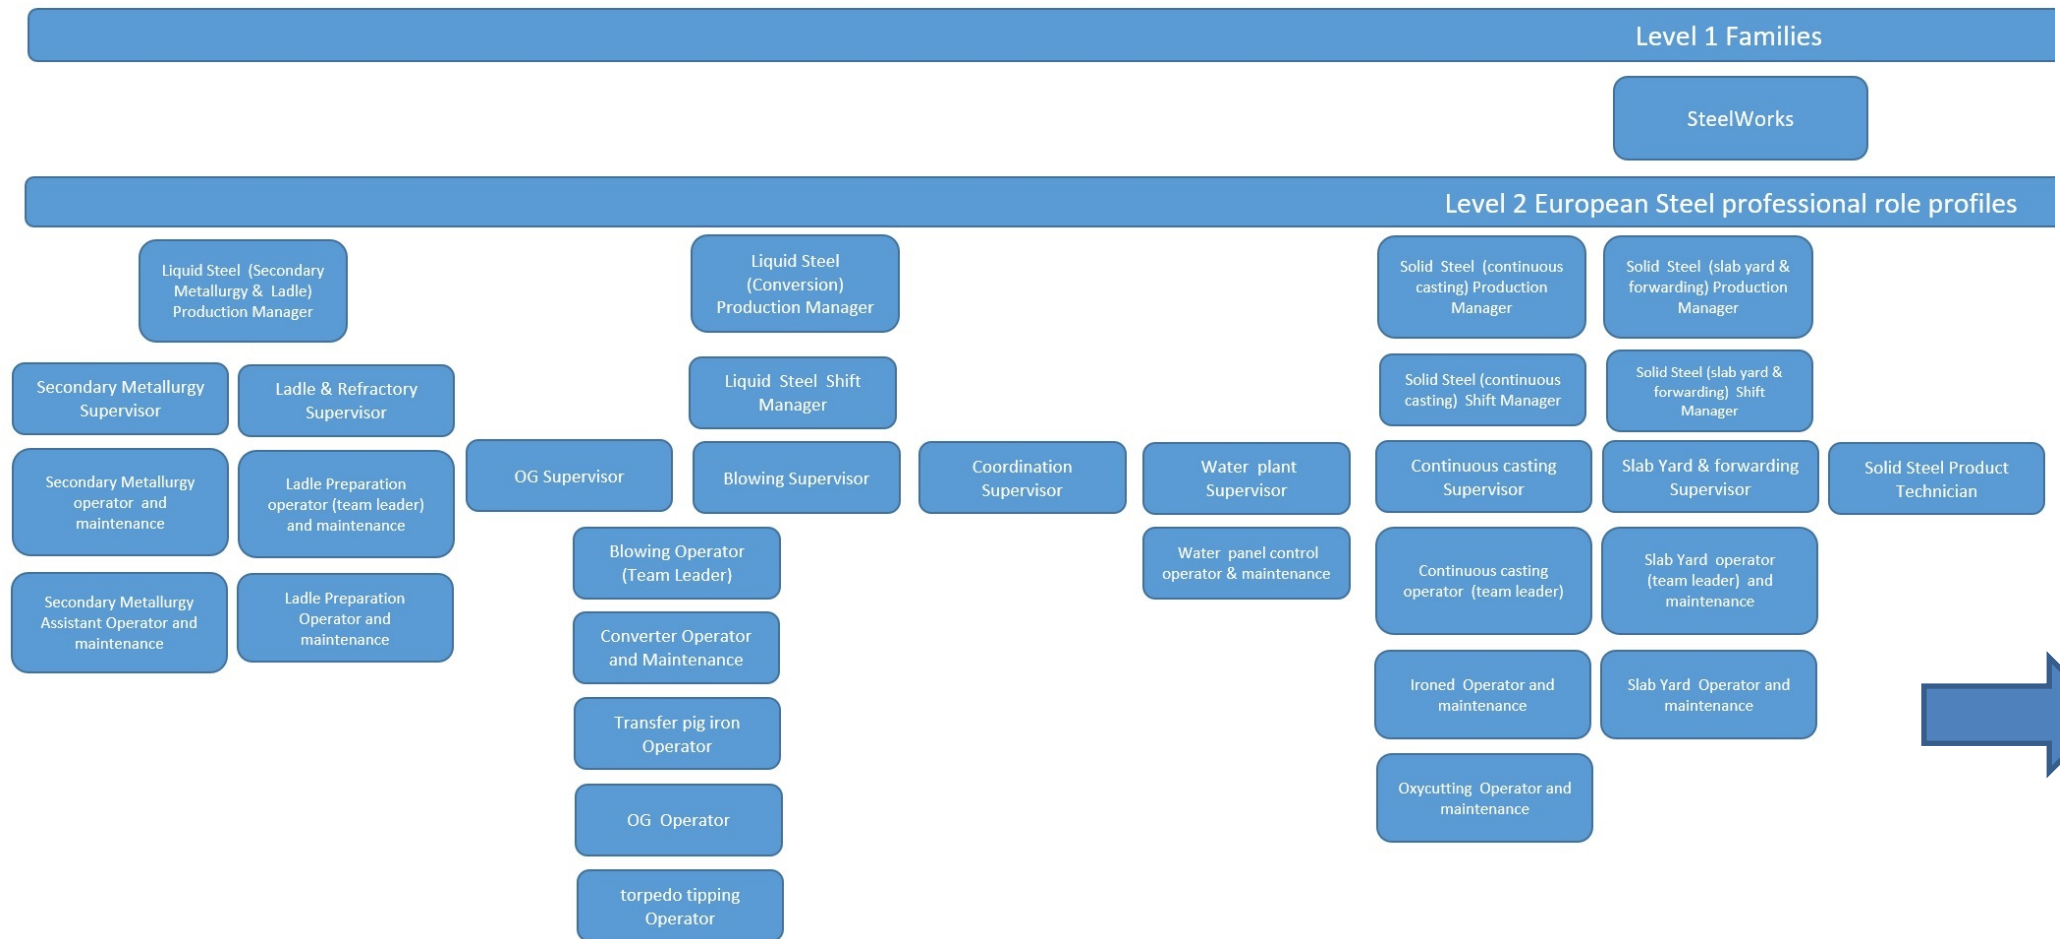 Level 1 Families
SteelWorks
Level 2 European Steel professional role profiles
Liquid Steel (Secondary
Metallurgy & Ladle)
Production Manager
Liquid Steel
(Conversion)
Production Manager
Solid Steel (continuous
casting) Production
Manager
Solid Steel (slab yard &
forwarding) Production
Manager
Secondary Metallurgy
Supervisor
Ladle & Refractory
Supervisor
Liquid Steel Shift
Manager
Solid Steel (continuous
casting) Shift Manager
Solid Steel (slab yard &
forwarding) Shift
Manager
Secondary Metallurgy
operator and
maintenance
Ladle Preparation
operator (team leader)
and maintenance
OG Supervisor
Blowing Supervisor
Coordination
Supervisor
Water plant
Supervisor
Continuous casting
Supervisor
Slab Yard & forwarding
Supervisor
Solid Steel Product
Technician
Blowing Operator
(Team Leader)
Water panel control
operator & maintenance
Continuous casting
operator (team leader)
Slab Yard operator
(team leader) and
maintenance
Secondary Metallurgy
Assistant Operator and
maintenance
Ladle Preparation
Operator and
maintenance
Converter Operator
and Maintenance
Ironed Operator and
maintenance
Slab Yard Operator and
maintenance
Transfer pig iron
Operator
Oxycutting Operator and
maintenance
OG Operator
torpedo tipping
Operator